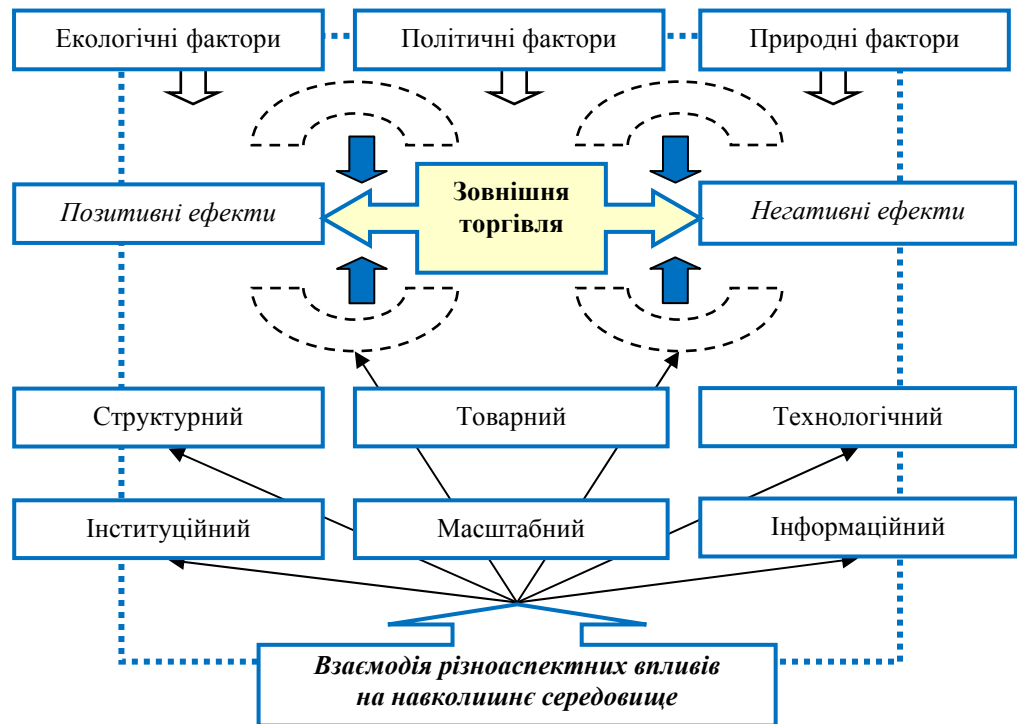 Екологічні фактори
Політичні фактори
Природні фактори
Позитивні ефекти
Зовнішня
торгівля
Негативні ефекти
Структурний
Товарний
Технологічний
Інституційний
Масштабний
Інформаційний
Взаємодія різноаспектних впливів
на навколишнє середовище